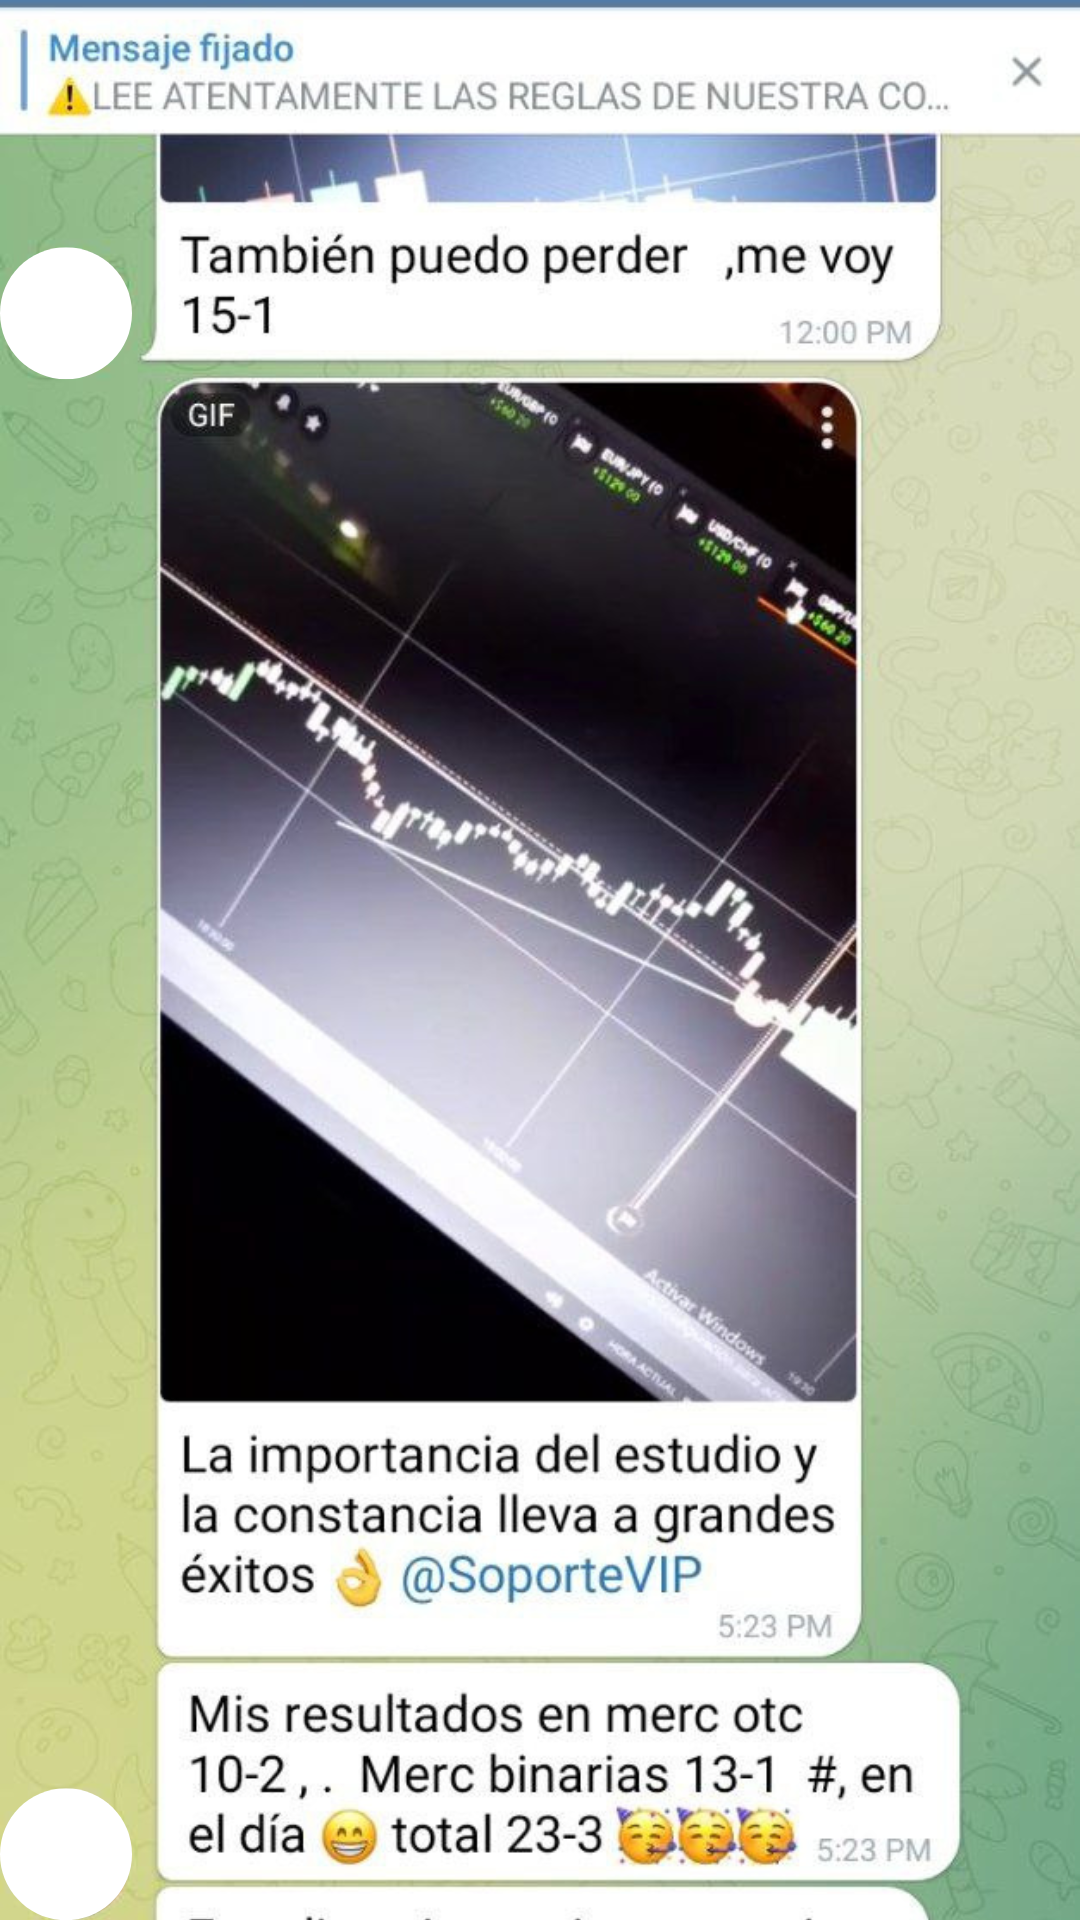 Mensaje fijado
⚠️LEE ATENTAMENTE LAS REGLAS DE NUESTRA CO...
También puedo perder ,me voy
15-1
12:00 PM
GIF
EUR/GBP (O
+$60.20
EUR/JPY (O
+$129.00
USD/CHF (O
+$129.00
+$60.20
Activar Windows
HORA ACTUAL
La importancia del estudio y
la constancia lleva a grandes
éxitos 👌 @SoporteVIP
5:23 PM
Mis resultados en merc otc
10-2 , . Merc binarias 13-1 #, en
el día 😁 total 23-3 🥳🥳🥳 5:23 PM